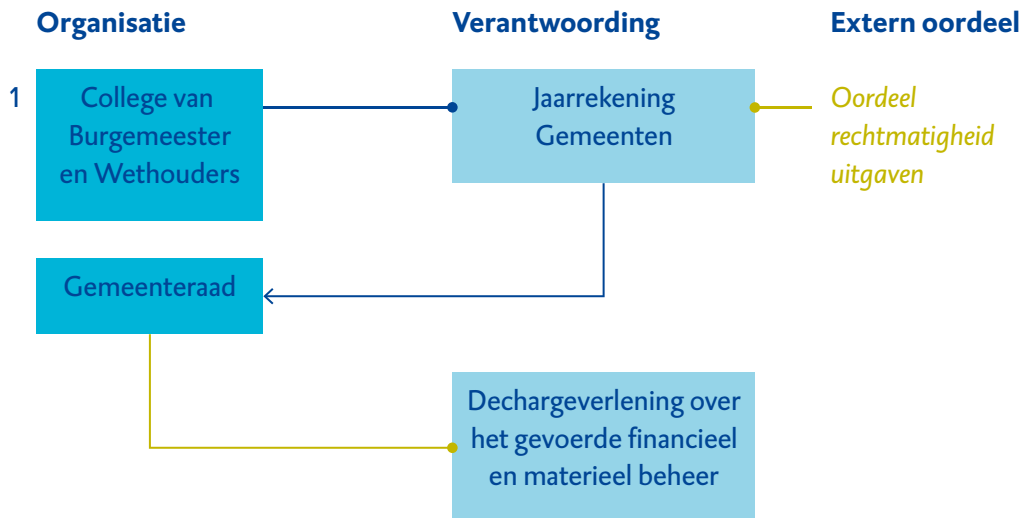 Organisatie
Verantwoording
Extern oordeel
1
College van
Burgemeester
en Wethouders
Jaarrekening
Gemeenten
Oordeel
rechtmatigheid
uitgaven
Gemeenteraad
Dechargeverlening over
het gevoerde financieel
en materieel beheer